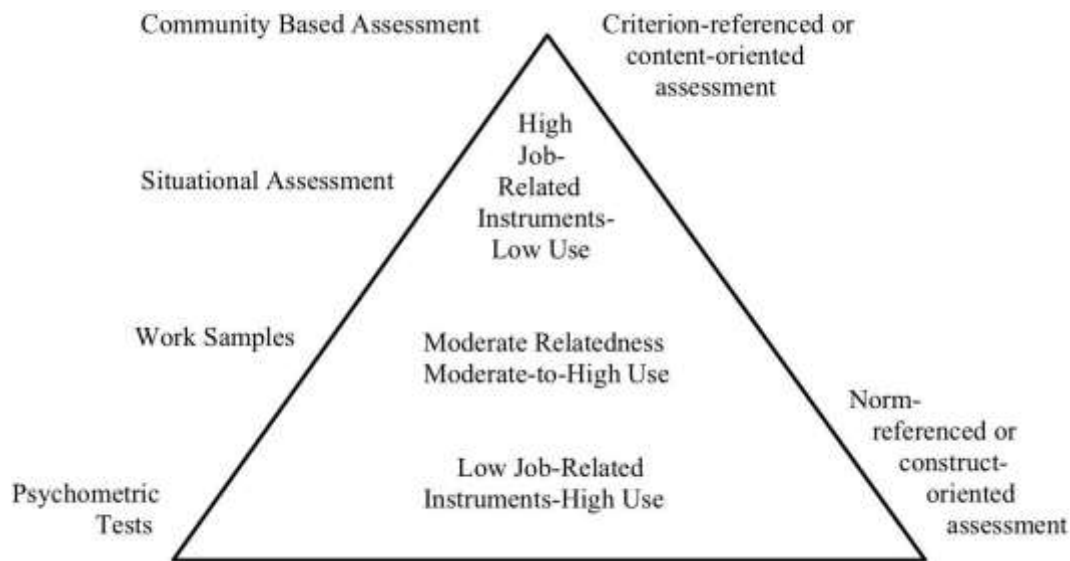 Community Based Assessment
Criterion-referenced or
content-oriented
assessment
High
Job-
Related
Instruments-
Low Use
Situational Assessment
Work Samples
Moderate Relatedness
Moderate-to-High Use
Norm-
referenced or
construct-
oriented
assessment
Low Job-Related
Instruments-High Use
Psychometric
Tests